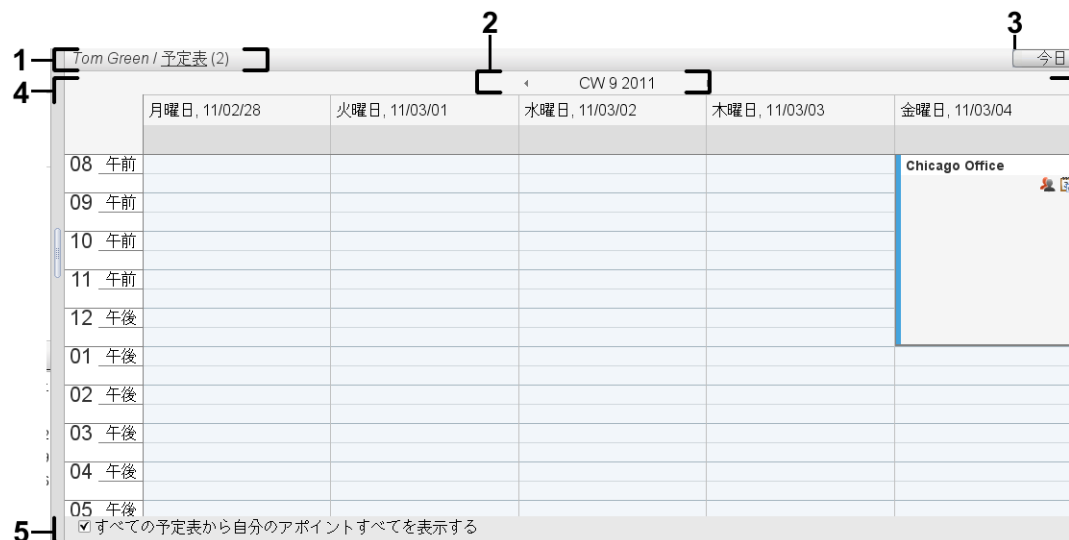 2
3
1
Tom Green / 予定表 (2)
今日
4
CW 9 2011
月曜日, 11/02/28
火曜日, 11/03/01
水曜日, 11/03/02
木曜日, 11/03/03
金曜日, 11/03/04
08 午前
Chicago Office
09 午前
10 午前
11 午前
12 午後
01 午後
02 午後
03 午後
04 午後
05 午後
5
すべての予定表から自分のアポイントすべてを表示する